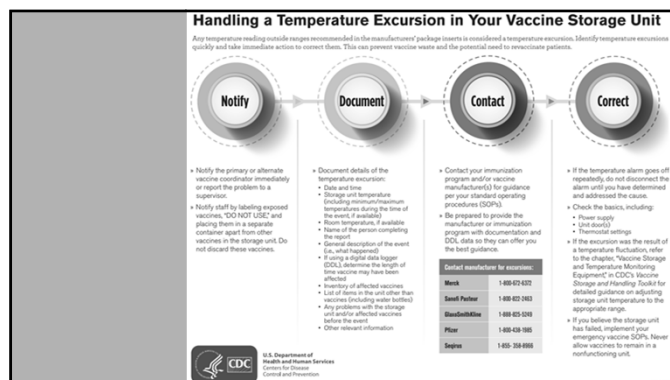 Handling a Temperature Excursion in Your Vaccine Storage Unit
Any temperature reading outside ranges recommended in the manufacturers' package inserts is considered a temperature excursion. Identify temperature excursions
quickly and take immediate action to correct them. This can prevent vaccine waste and the potential need to revaccinate patients.
Notify
» Notify the primary or alternate
vaccine coordinator immediately
or report the problem to a
supervisor.
» Notify staff by labeling exposed
vaccines, "DO NOT USE," and
placing them in a separate
container apart from other
vaccines in the storage unit. Do
not discard these vaccines.
Document
» Document details of the
temperature excursion:
• Date and time
• Storage unit temperature
(including minimum/maximum
temperatures during the time of
the event, if available)
• Room temperature, if available
• Name of the person completing
the report
• General description of the event
(i.e., what happened)
• If using a digital data logger
(DDL), determine the length of
time vaccine may have been
affected
• Inventory of affected vaccines
• List of items in the unit other than
vaccines (including water bottles)
• Any problems with the storage
unit and/or affected vaccines
before the event
• Other relevant information
Contact
» Contact your immunization
program and/or vaccine
manufacturer(s) for guidance
per your standard operating
procedures (SOPs).
» Be prepared to provide the
manufacturer or immunization
program with documentation and
DDL data so they can offer you
the best guidance.
Contact manufacturer for excursions:
Merck 1-800-672-6372
Sanofi Pasteur 1-800-822-2463
GlaxoSmithKline 1-888-825-5249
Pfizer 1-800-438-1985
Seqirus 1-855-358-8966
Correct
» If the temperature alarm goes off
repeatedly, do not disconnect the
alarm until you have determined
and addressed the cause.
» Check the basics, including:
• Power supply
• Unit door(s)
• Thermostat settings
» If the excursion was the result of
a temperature fluctuation, refer
to the chapter, "Vaccine Storage
and Temperature Monitoring
Equipment," in CDC's Vaccine
Storage and Handling Toolkit for
detailed guidance on adjusting
storage unit temperature to the
appropriate range.
» If you believe the storage unit
has failed, implement your
emergency vaccine SOPs. Never
allow vaccines to remain in a
nonfunctioning unit.
CDC
U.S. Department of
Health and Human Services
Centers for Disease
Control and Prevention